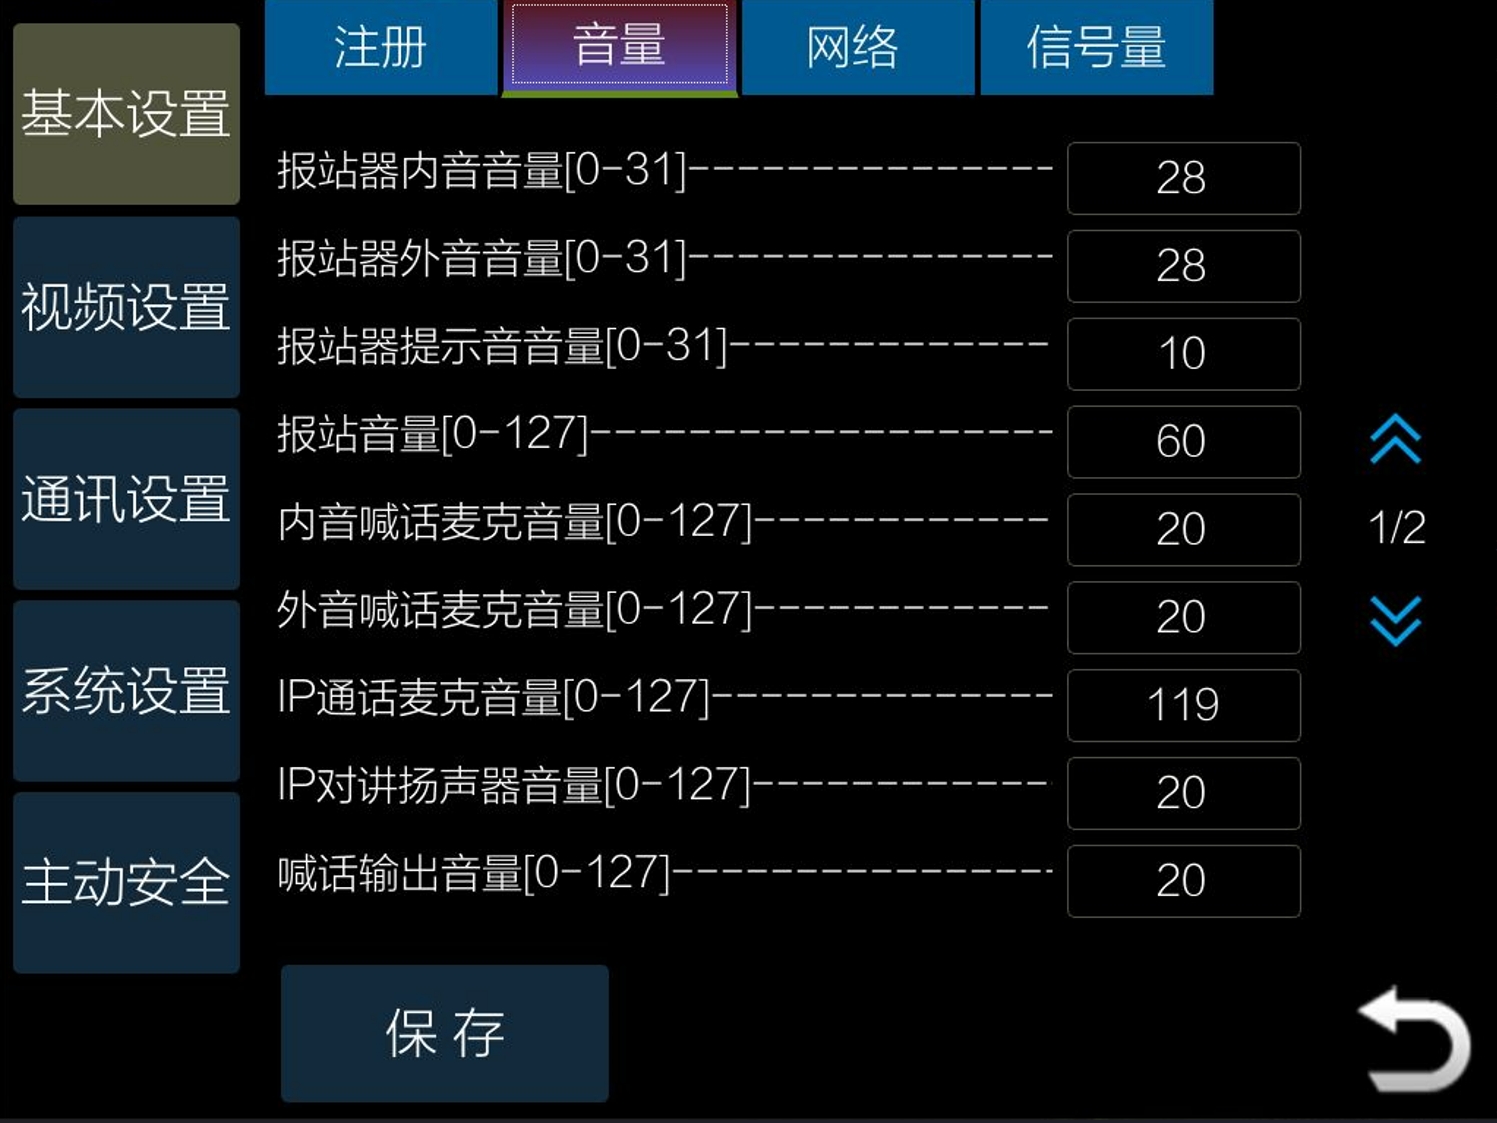 基本设置
视频设置
通讯设置
系统设置
主动安全
注册 音量 网络 信号量
报站器内音音量[0-31]--------------- 28
报站器外音音量[0-31]--------------- 28
报站器提示音音量[0-31]------------- 10
报站音量[0-127]------------------- 60
内音喊话麦克音量[0-127]------------ 20
外音喊话麦克音量[0-127]------------ 20
IP通话麦克音量[0-127]-------------- 119
IP对讲扬声器音量[0-127]------------ 20
喊话输出音量[0-127]---------------- 20
1/2
保 存